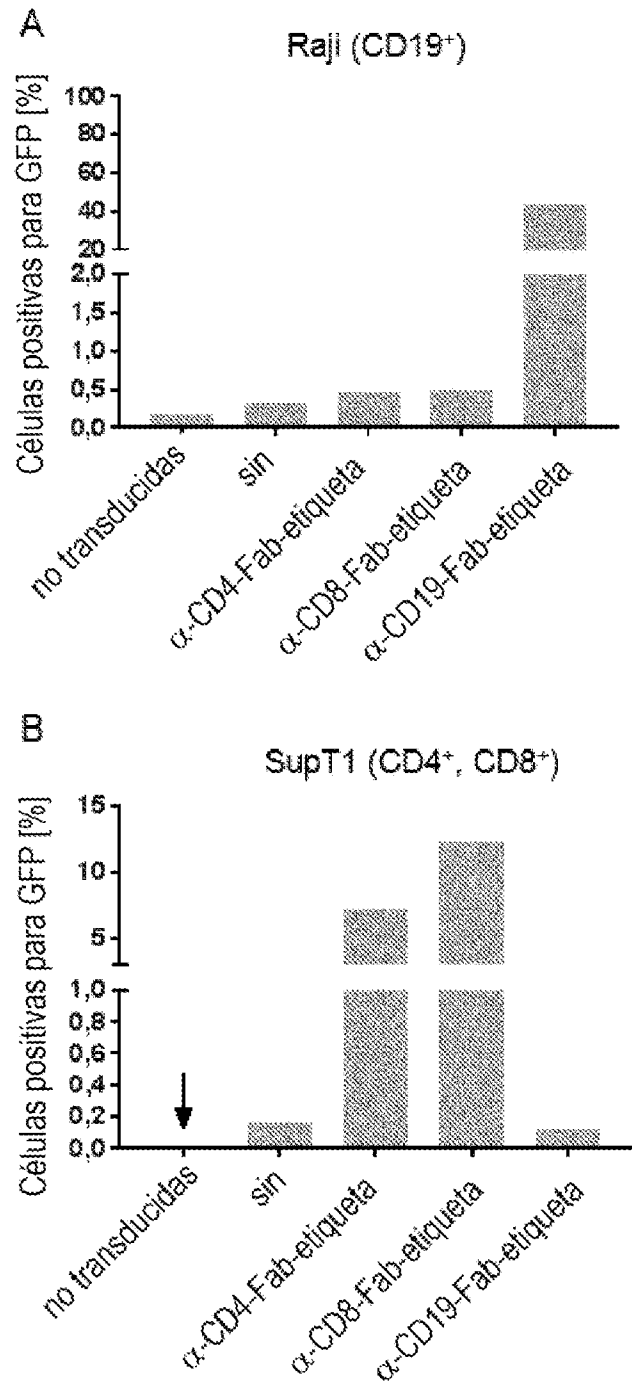 A
Raji (CD19⁺)
Células positivas para GFP [%]
100
80
60
40
20
2.0
1,5
1,0
0,5
0,0
no transducidas
sin
α-CD4-Fab-etiqueta
α-CD8-Fab-etiqueta
α-CD19-Fab-etiqueta
B
SupT1 (CD4⁺, CD8⁺)
Células positivas para GFP [%]
15
10
5
1,0
0,8
0,6
0,4
0,2
0,0
no transducidas
sin
α-CD4-Fab-etiqueta
α-CD8-Fab-etiqueta
α-CD19-Fab-etiqueta